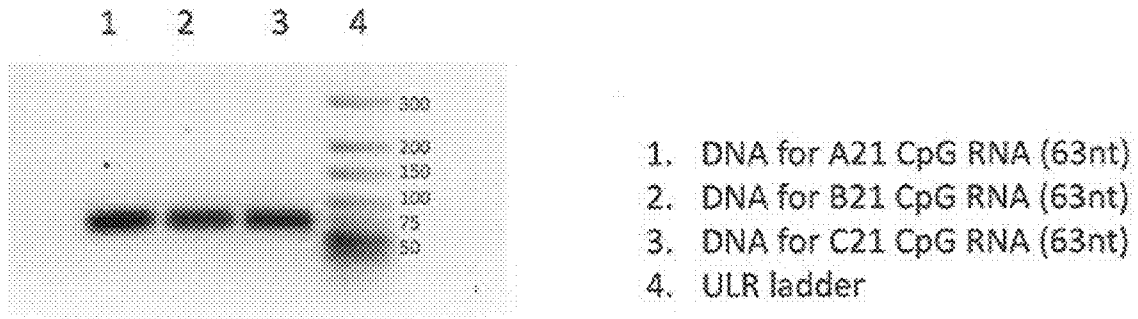 1 2 3 4
300
200
150
100
75
50
1. DNA for A21 CpG RNA (63nt)
2. DNA for B21 CpG RNA (63nt)
3. DNA for C21 CpG RNA (63nt)
4. ULR ladder